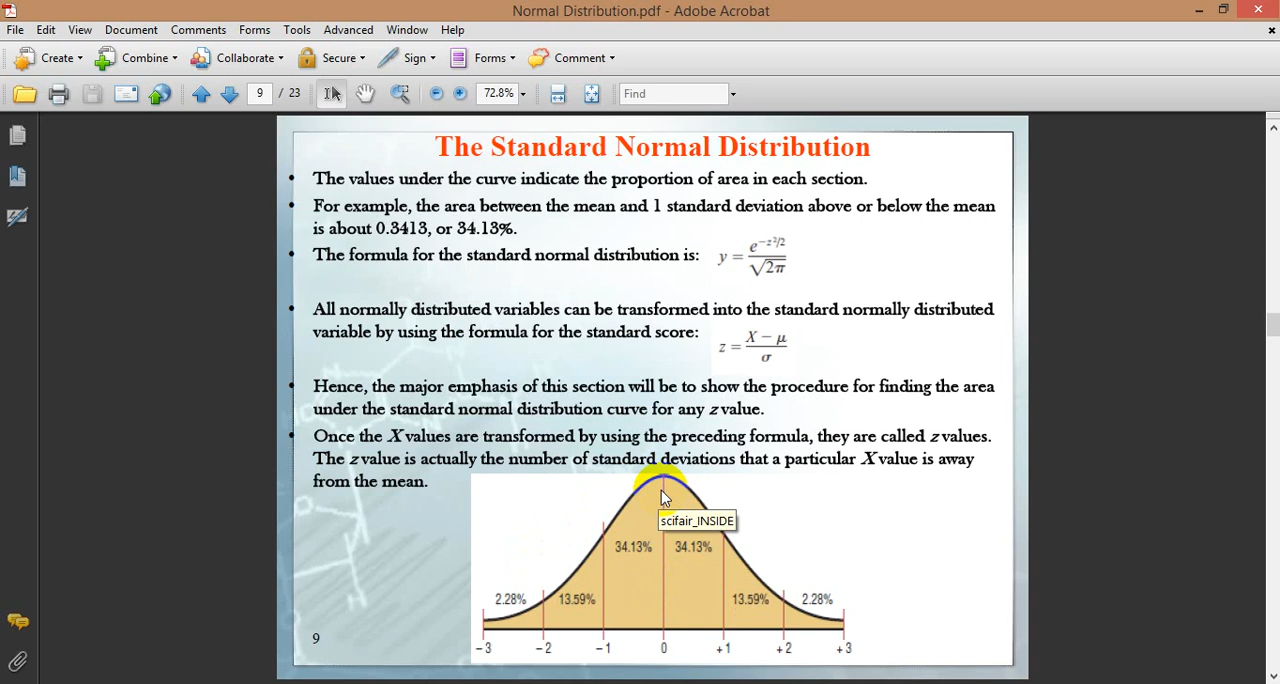 Normal Distribution.pdf - Adobe Acrobat
File Edit View Document Comments Forms Tools Advanced Window Help
Create Combine Collaborate Secure Sign Forms Comment
9 / 23 72.8% Find
The Standard Normal Distribution
• The values under the curve indicate the proportion of area in each section.
• For example, the area between the mean and 1 standard deviation above or below the mean
is about 0.3413, or 34.13%.
• The formula for the standard normal distribution is: y = e^{-z²/2} / √2π
• All normally distributed variables can be transformed into the standard normally distributed
variable by using the formula for the standard score: z = (X − μ) / σ
• Hence, the major emphasis of this section will be to show the procedure for finding the area
under the standard normal distribution curve for any z value.
• Once the X values are transformed by using the preceding formula, they are called z values.
The z value is actually the number of standard deviations that a particular X value is away
from the mean.
scifair_INSIDE
34.13% 34.13%
2.28% 13.59% 13.59% 2.28%
−3 −2 −1 0 +1 +2 +3
9